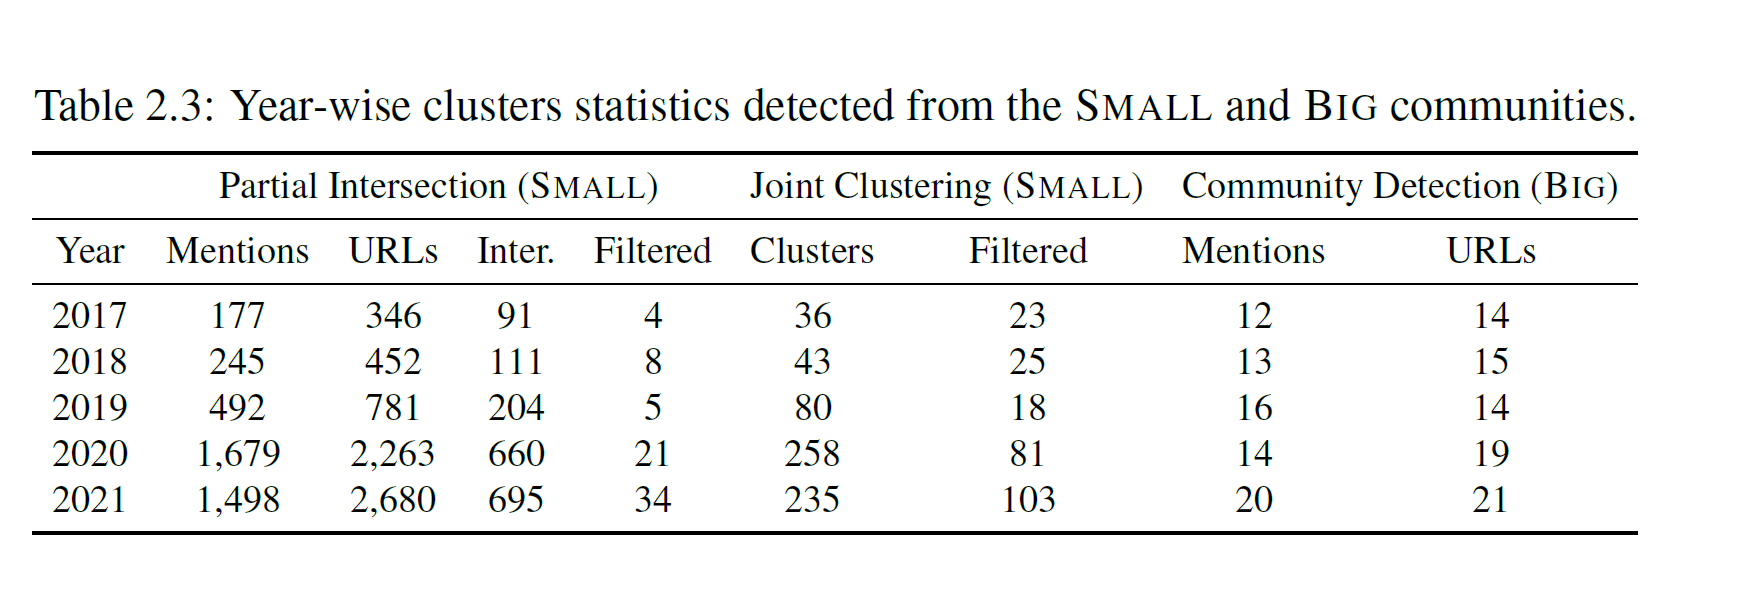 Table 2.3: Year-wise clusters statistics detected from the SMALL and BIG communities.
Partial Intersection (SMALL) Joint Clustering (SMALL) Community Detection (BIG)
Year Mentions URLs Inter. Filtered Clusters Filtered Mentions URLs
2017 177 346 91 4 36 23 12 14
2018 245 452 111 8 43 25 13 15
2019 492 781 204 5 80 18 16 14
2020 1,679 2,263 660 21 258 81 14 19
2021 1,498 2,680 695 34 235 103 20 21